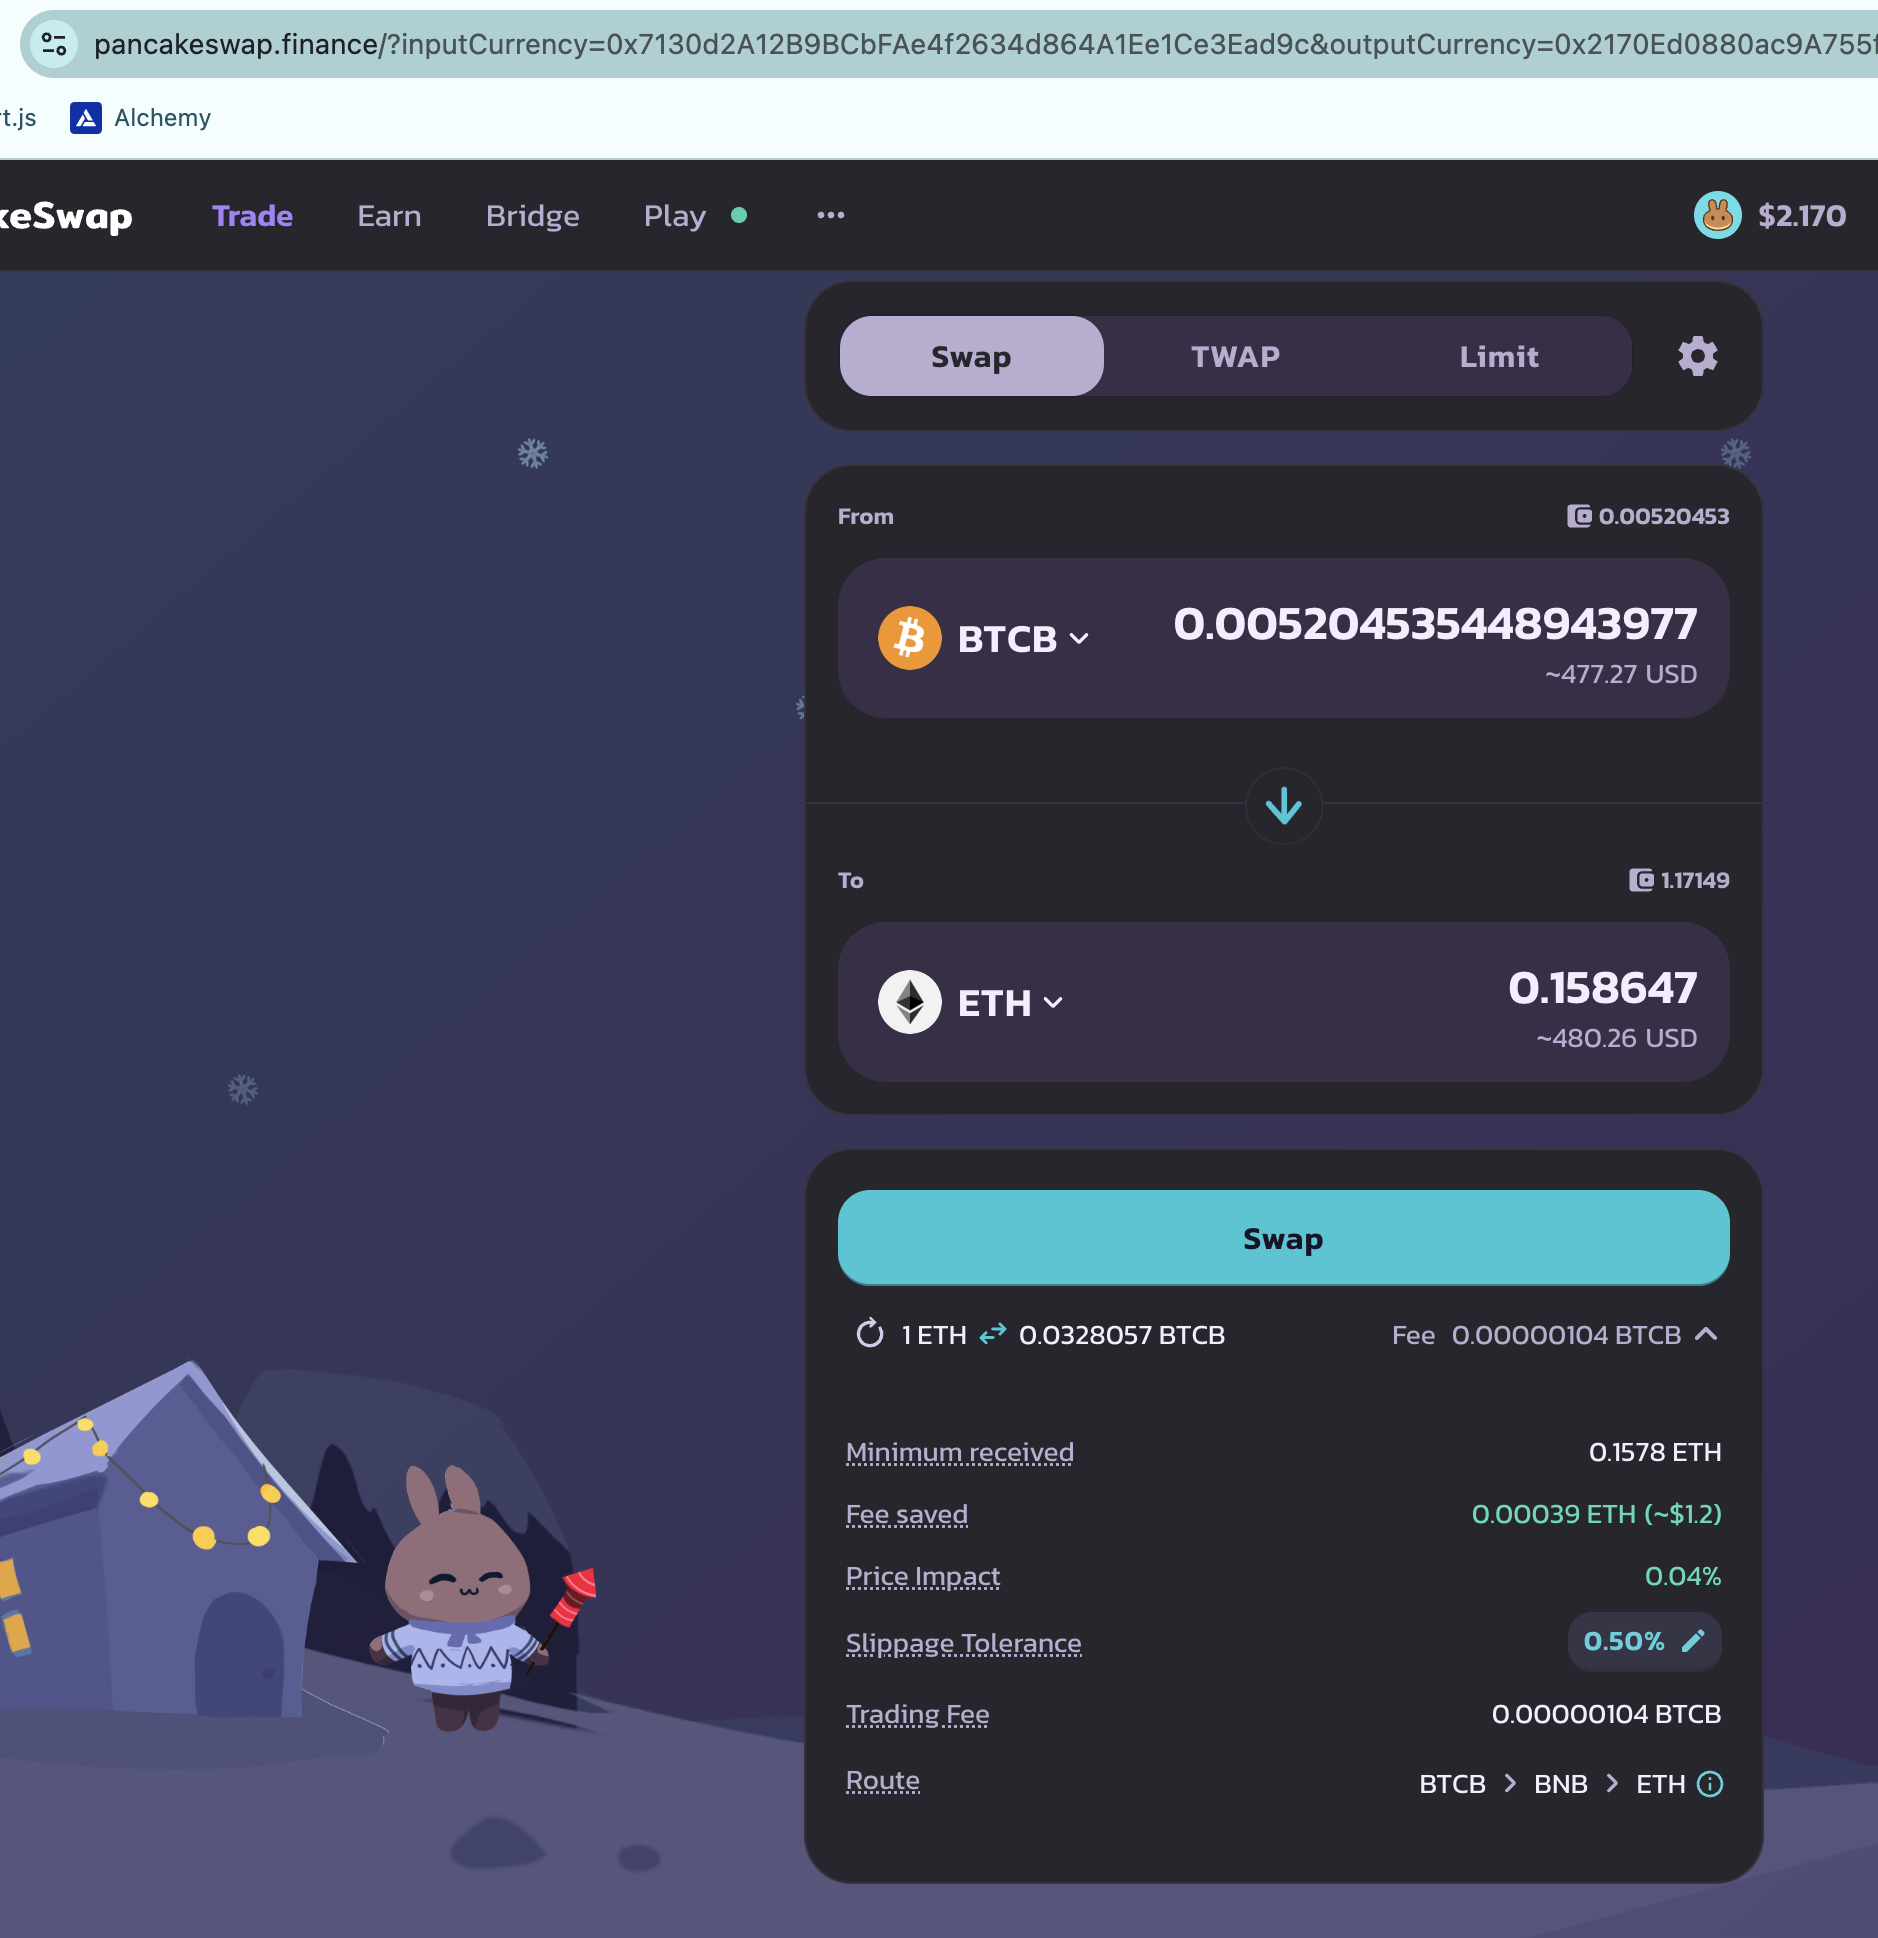 pancakeswap.finance/?inputCurrency=0x7130d2A12B9BCbFAe4f2634d864A1Ee1Ce3Ead9c&outputCurrency=0x2170Ed0880ac9A755f
t.js Alchemy
keSwap Trade Earn Bridge Play ••• $2.170
Swap TWAP Limit
From 0.00520453
BTCB 0.005204535448943977
~477.27 USD
To 1.17149
ETH 0.158647
~480.26 USD
Swap
1 ETH 0.0328057 BTCB Fee 0.00000104 BTCB
Minimum received 0.1578 ETH
Fee saved 0.00039 ETH (~$1.2)
Price Impact 0.04%
Slippage Tolerance 0.50%
Trading Fee 0.00000104 BTCB
Route BTCB > BNB > ETH